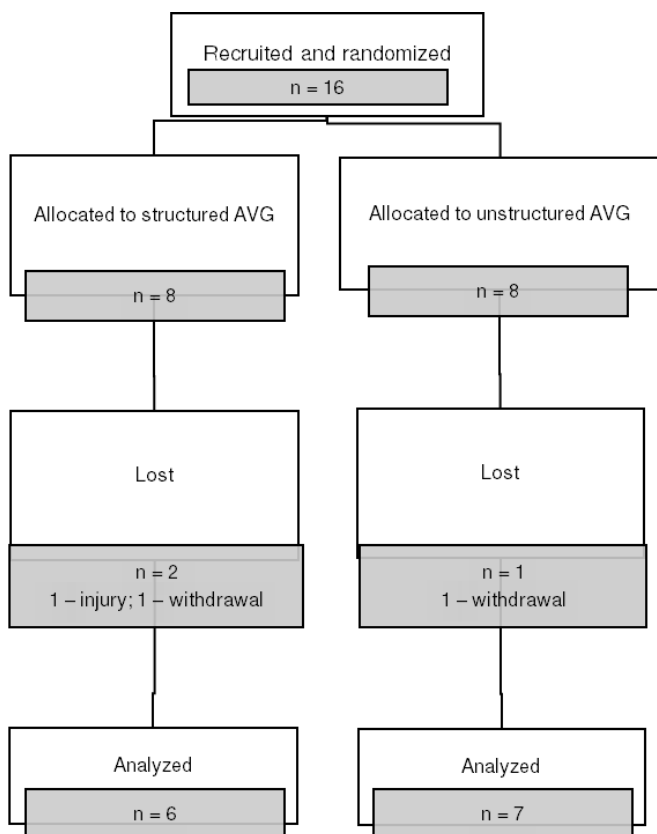 Recruited and randomized
n = 16
Allocated to structured AVG
n = 8
Allocated to unstructured AVG
n = 8
Lost
n = 2
1 – injury; 1 – withdrawal
Lost
n = 1
1 – withdrawal
Analyzed
n = 6
Analyzed
n = 7